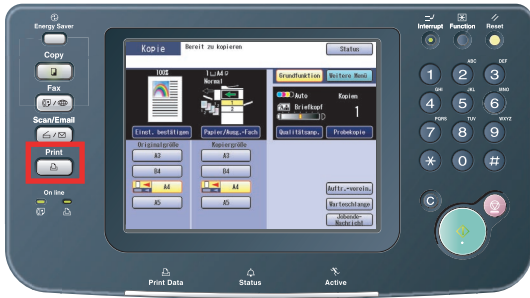 Energy Saver
Copy
Fax
Scan/Email
Print
On line
Kopie
Bereit zu kopieren
Status
100%
1 A4
Normal
Grundfunktion
Weitere Menü
Auto
Briefkopf
Kopien
1
Einst. bestätigen
Papier/Ausg.-Fach
Qualitätsanp.
Probekopie
Originalgröße
Kopiergröße
A3
A3
B4
B4
A4
A4
A5
A5
Auftr.-verein.
Warteschlange
Jobende-
Nachricht
Print Data
Status
Active
Interrupt
Function
Reset
1
ABC
2
DEF
3
GHI
4
JKL
5
MNO
6
PQRS
7
TUV
8
WXYZ
9
*
0
#
C